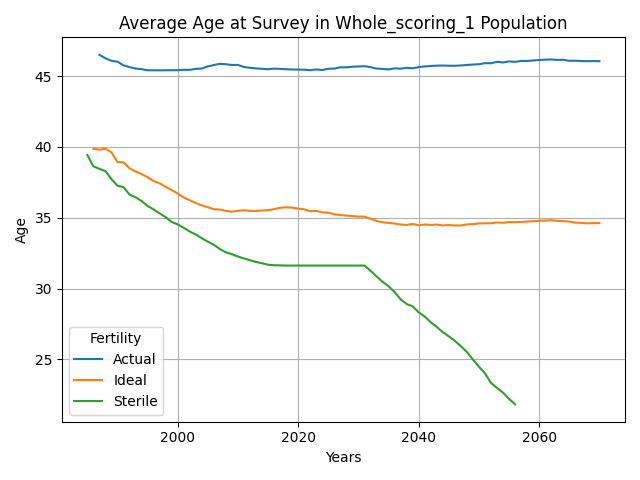 Average Age at Survey in Whole_scoring_1 Population
45
40
35
30
25
Age
Fertility
Actual
Ideal
Sterile
2000 2020 2040 2060
Years